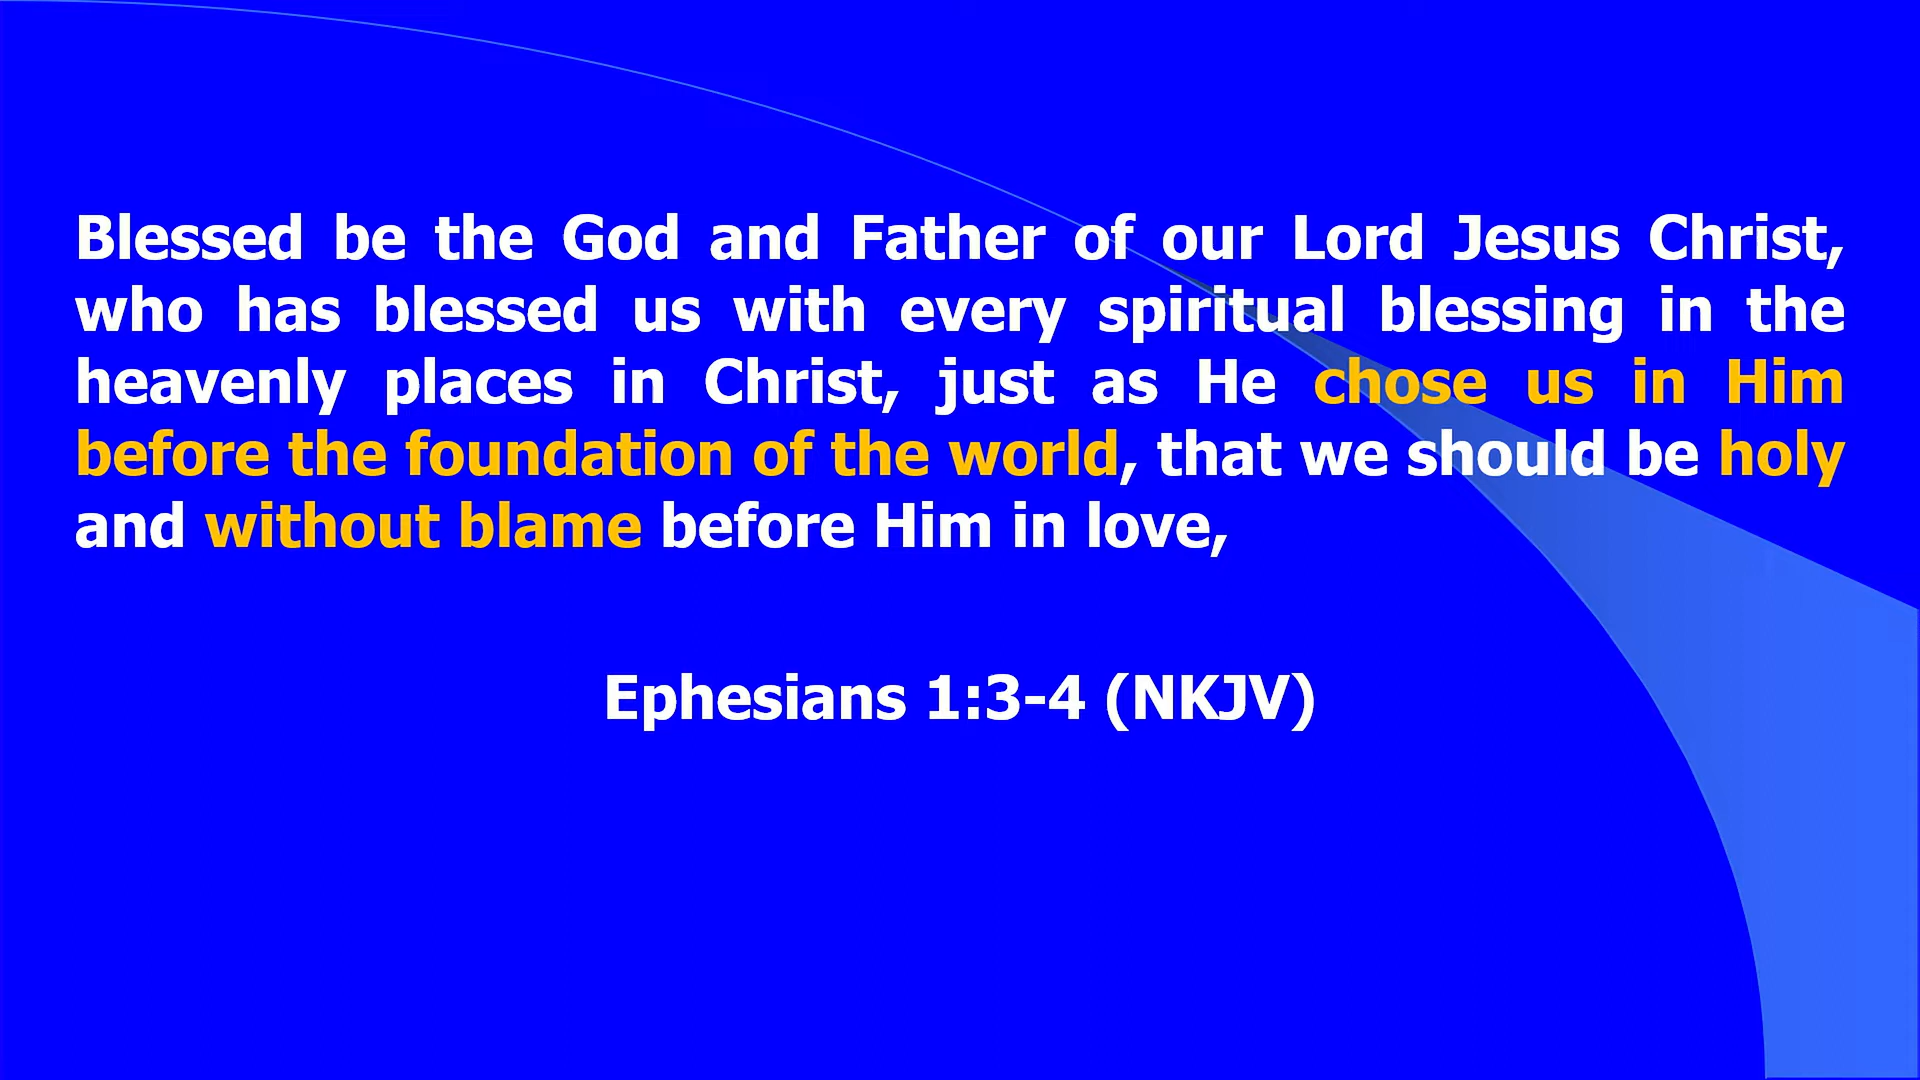 Blessed be the God and Father of our Lord Jesus Christ,
who has blessed us with every spiritual blessing in the
heavenly places in Christ, just as He chose us in Him
before the foundation of the world, that we should be holy
and without blame before Him in love,
Ephesians 1:3-4 (NKJV)